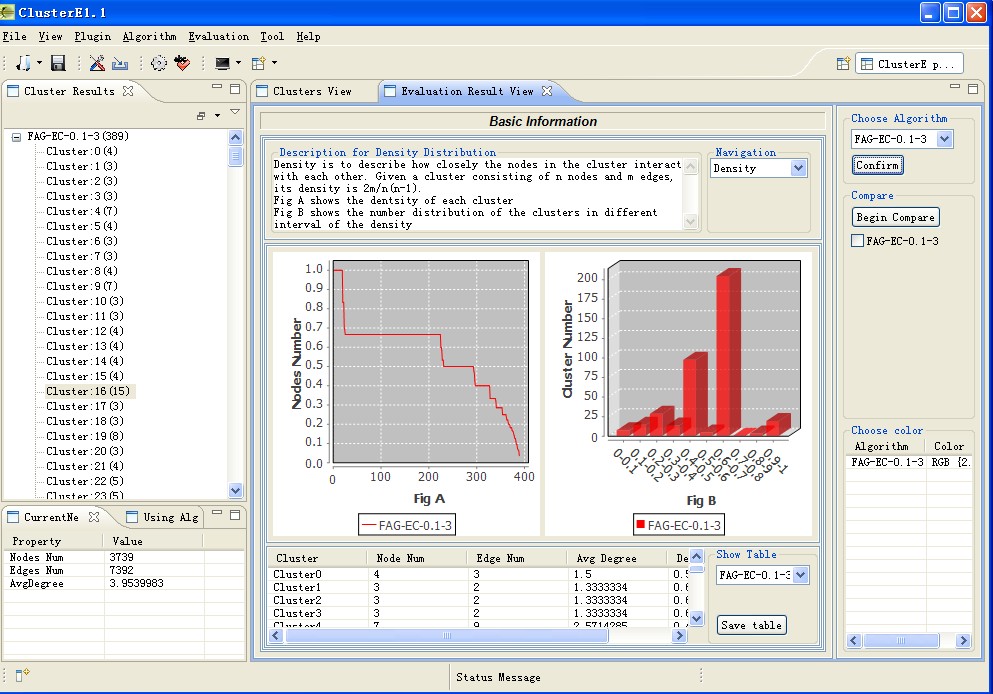 ClusterE1.1
File View Plugin Algorithm Evaluation Tool Help
ClusterE p...
Cluster Results
FAG-EC-0.1-3(389)
Cluster:0(4)
Cluster:1(3)
Cluster:2(3)
Cluster:3(3)
Cluster:4(7)
Cluster:5(4)
Cluster:6(3)
Cluster:7(3)
Cluster:8(4)
Cluster:9(7)
Cluster:10(3)
Cluster:11(3)
Cluster:12(4)
Cluster:13(4)
Cluster:14(4)
Cluster:15(4)
Cluster:16(15)
Cluster:17(3)
Cluster:18(3)
Cluster:19(8)
Cluster:20(3)
Cluster:21(4)
Cluster:22(5)
Cluster:23(5)
CurrentNe
Using Alg
Property Value
Nodes Num 3739
Edges Num 7392
AvgDegree 3.9539983
Clusters View
Evaluation Result View
Basic Information
Description for Density Distribution
Density is to describe how closely the nodes in the cluster interact
with each other. Given a cluster consisting of n nodes and m edges,
its density is 2m/n(n-1).
Fig A shows the dentsity of each cluster
Fig B shows the number distribution of the clusters in different
interval of the density
Navigation
Density
Nodes Number
1.0
0.9
0.8
0.7
0.6
0.5
0.4
0.3
0.2
0.1
0.0
0 100 200 300 400
Fig A
FAG-EC-0.1-3
Cluster Number
200
175
150
125
100
75
50
25
0
0-0.1 0.1-0.2 0.2-0.3 0.3-0.4 0.4-0.5 0.5-0.6 0.6-0.7 0.7-0.8 0.8-0.9 0.9-1
Fig B
FAG-EC-0.1-3
Cluster Node Num Edge Num Avg Degree De
Cluster0 4 3 1.5 0.5
Cluster1 3 2 1.3333334 0.6
Cluster2 3 2 1.3333334 0.6
Cluster3 3 2 1.3333334 0.6
Cluster4 7 9 2.5714285
Show Table
FAG-EC-0.1-3
Save table
Choose Algorithm
FAG-EC-0.1-3
Confirm
Compare
Begin Compare
FAG-EC-0.1-3
Choose color
Algorithm Color
FAG-EC-0.1-3 RGB {2.
Status Message